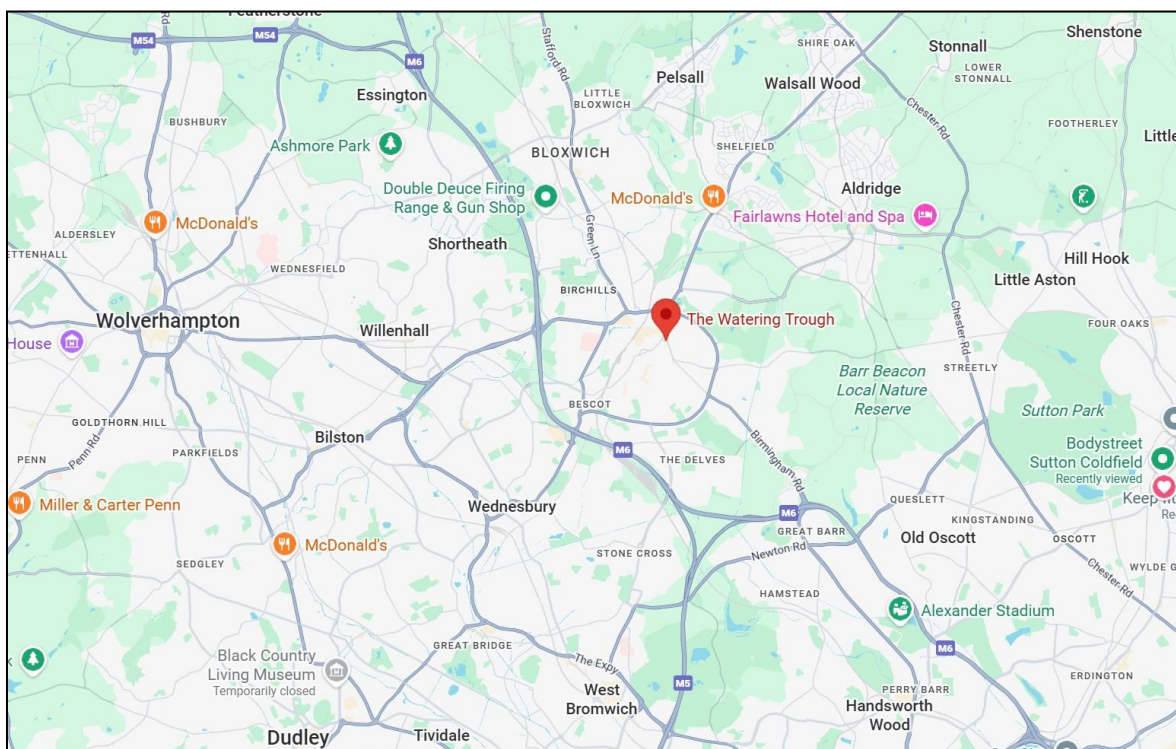 Featherstone
M54
M54
M6
Stafford Rd
SHIRE OAK
Stonnall
Shenstone
LOWER
STONNALL
Pelsall
Walsall Wood
Essington
LITTLE
BLOXWICH
Chester Rd
BUSHBURY
FOOTHERLEY
Little
Ashmore Park
BLOXWICH
SHELFIELD
Double Deuce Firing
Range & Gun Shop
McDonald's
Aldridge
McDonald's
Fairlawns Hotel and Spa
ALDERSLEY
Green Ln
Shortheath
ETTENHALL
WEDNESFIELD
Hill Hook
Little Aston
BIRCHILLS
Wolverhampton
Willenhall
The Watering Trough
FOUR OAKS
House
Chester Rd
STREETLY
Barr Beacon
Local Nature
Reserve
BESCOT
Sutton Park
GOLDTHORN HILL
Bilston
Birmingham Rd
Penn Rd
PENN
PARKFIELDS
M6
THE DELVES
Bodystreet
Sutton Coldfield
Recently viewed
Miller & Carter Penn
Wednesbury
M6
QUESLETT
Keep
Re
GREAT BARR
KINGSTANDING
Old Oscott
OSCOTT
McDonald's
STONE CROSS
Newton Rd
SEDGLEY
WYLDE G
Chester Rd
HAMSTEAD
Alexander Stadium
GREAT BRIDGE
M6
k
Black Country
Living Museum
Temporarily closed
The Expy
ERDINGTON
M5
PERRY BARR
West
Bromwich
Handsworth
Wood
Dudley
Tividale